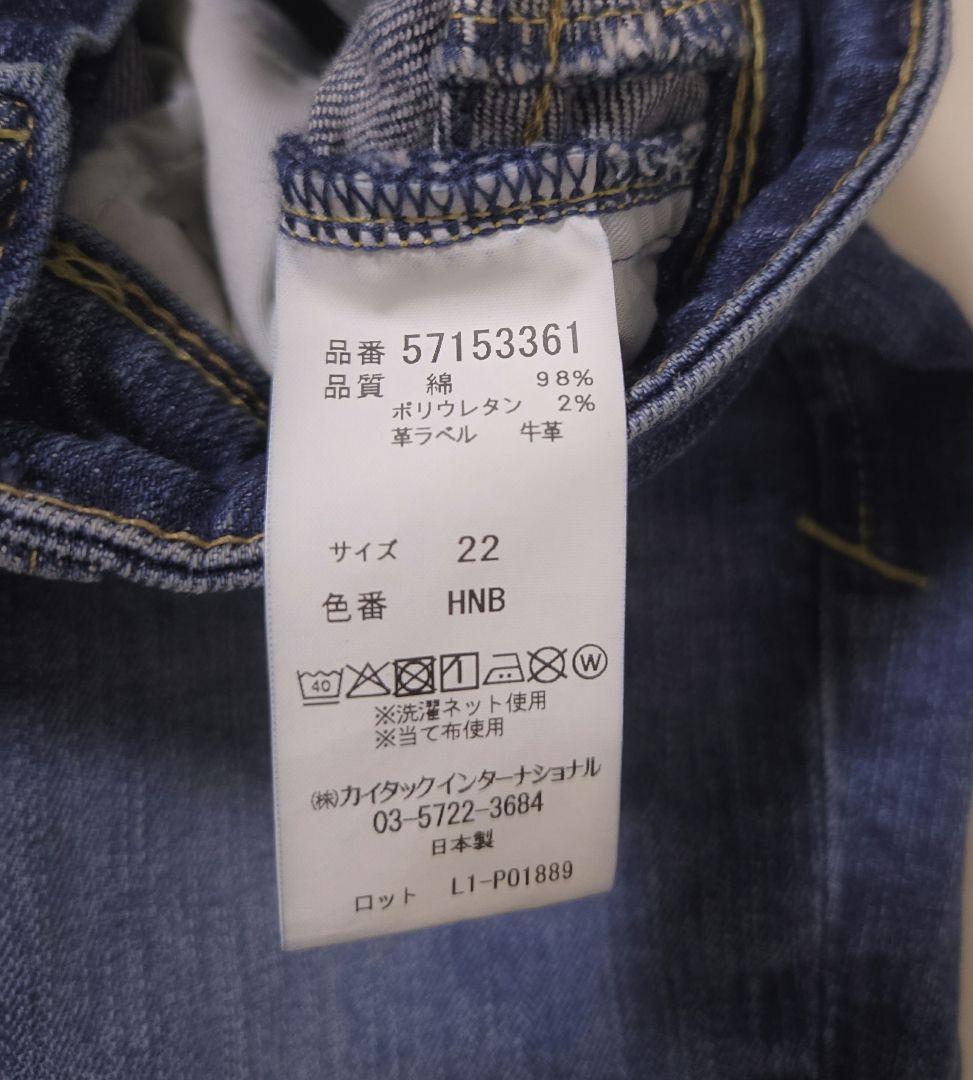 品番 57153361
品質 綿 98%
ポリウレタン 2%
革ラベル 牛革
サイズ 22
色番 HNB
40 W
※洗濯ネット使用
※当て布使用
㈱カイタックインターナショナル
03-5722-3684
日本製
ロット L1-P01889